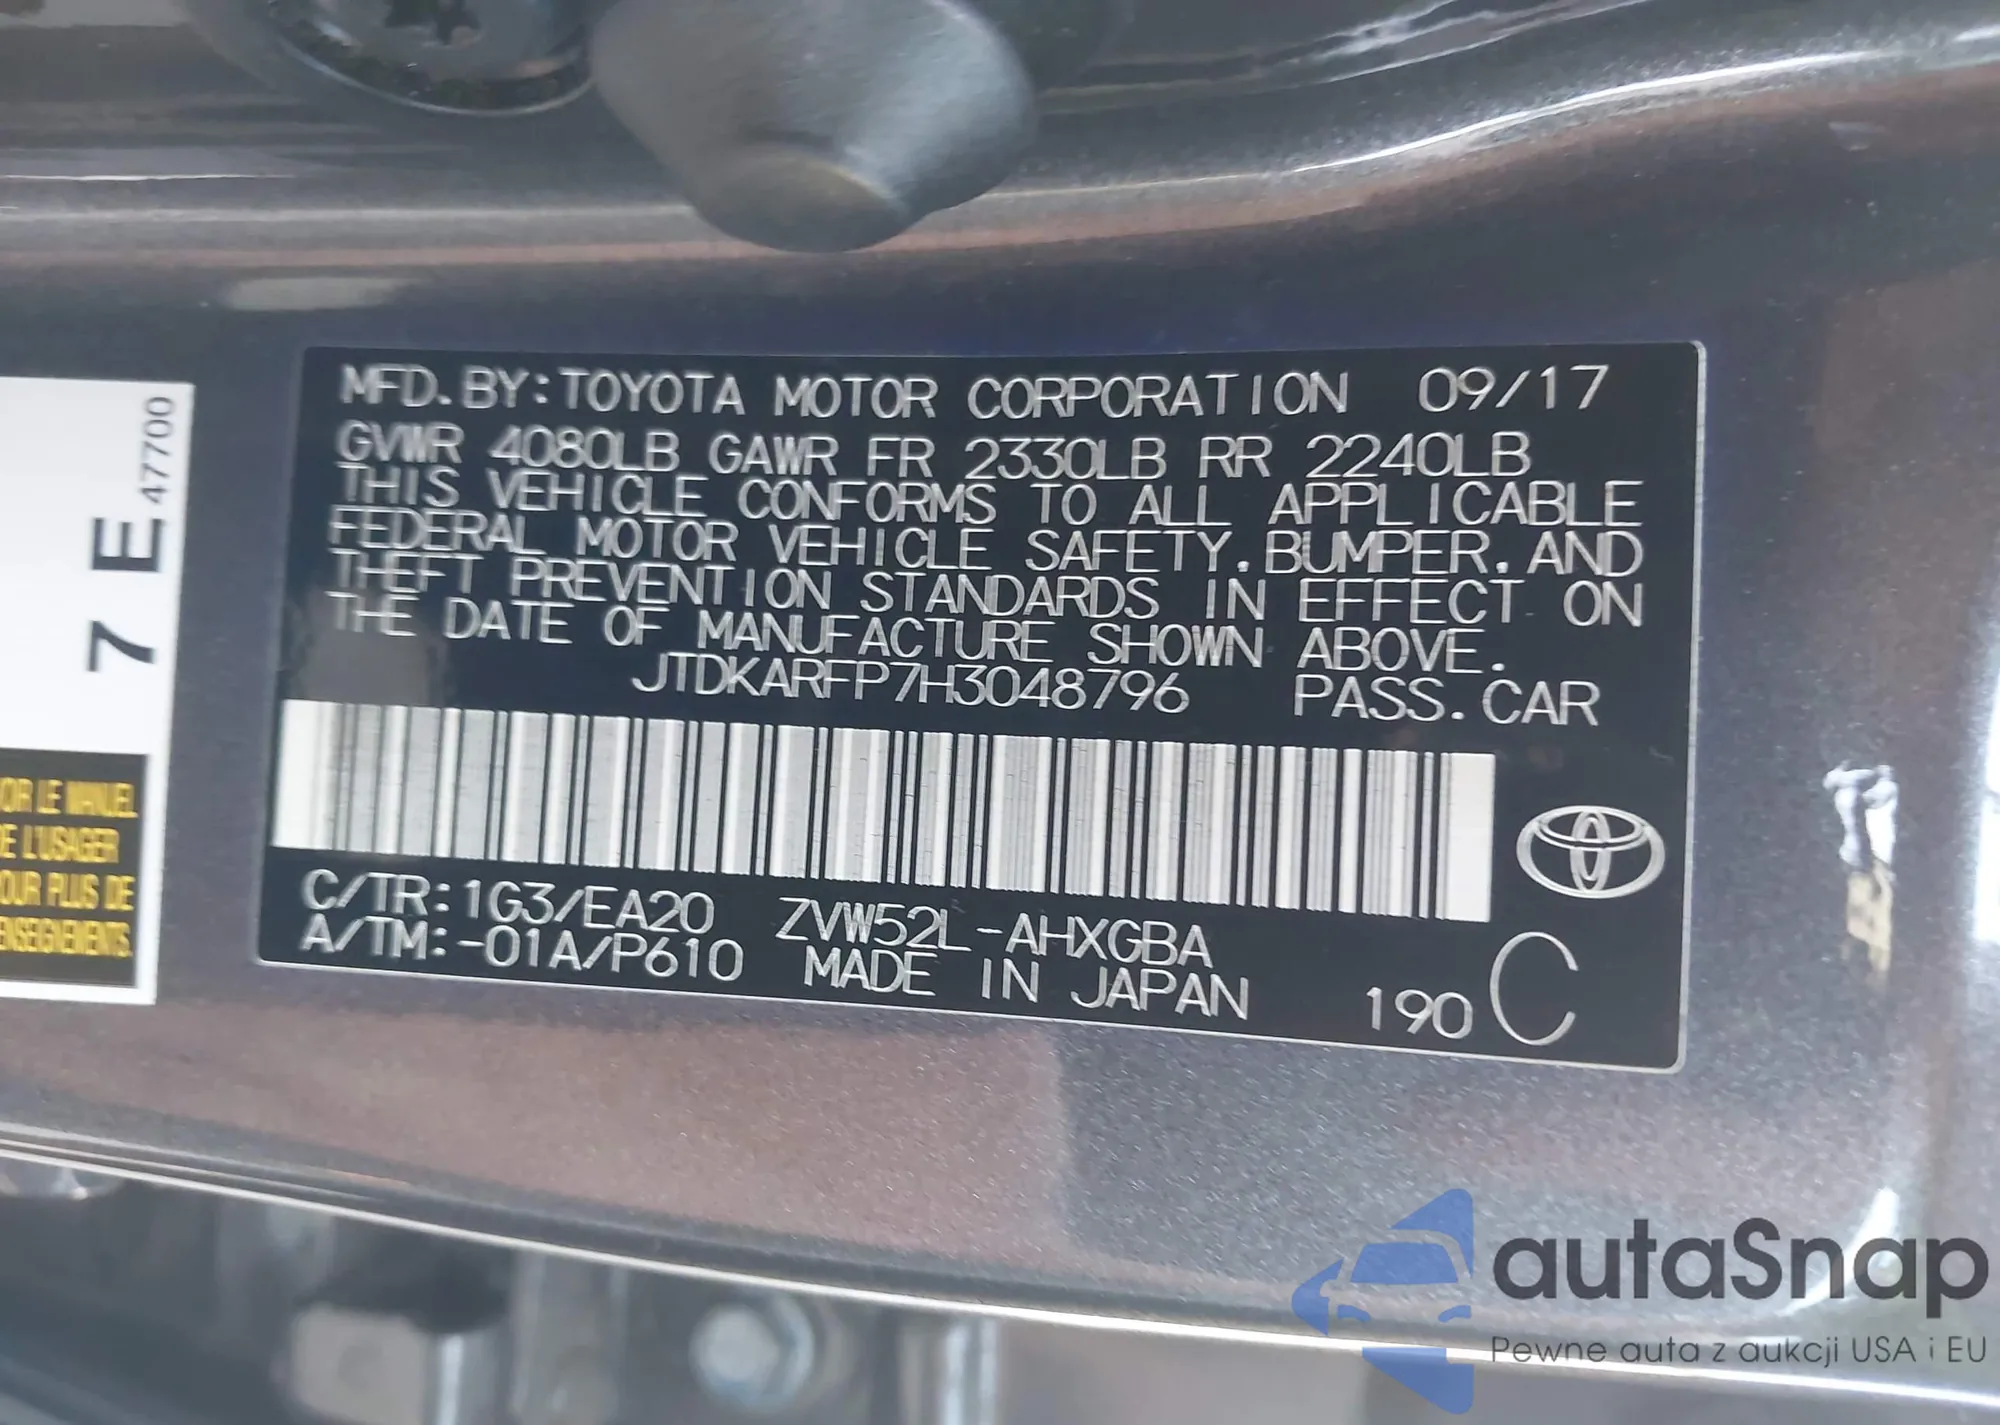 MFD.BY:TOYOTA MOTOR CORPORATION 09/17
GVWR 4080LB GAWR FR 2330LB RR 2240LB
THIS VEHICLE CONFORMS TO ALL APPLICABLE
FEDERAL MOTOR VEHICLE SAFETY,BUMPER,AND
THEFT PREVENTION STANDARDS IN EFFECT ON
THE DATE OF MANUFACTURE SHOWN ABOVE.
JTDKARFP7H3048796 PASS.CAR
C/TR:1G3/EA20 ZVW52L-AHXGBA
A/TM:-01A/P610 MADE IN JAPAN 190 C
7 E 47700
OR LE MANUEL
DE L'USAGER
OUR PLUS DE
ENSEIGNEMENTS.
autaSnap
Pewne auta z aukcji USA i EU